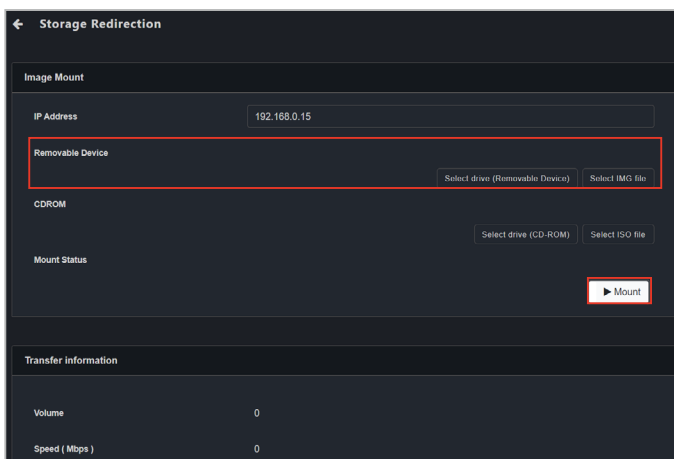 Storage Redirection
Image Mount
IP Address 192.168.0.15
Removable Device
Select drive (Removable Device) Select IMG file
CDROM
Select drive (CD-ROM) Select ISO file
Mount Status
Mount
Transfer information
Volume 0
Speed ( Mbps ) 0